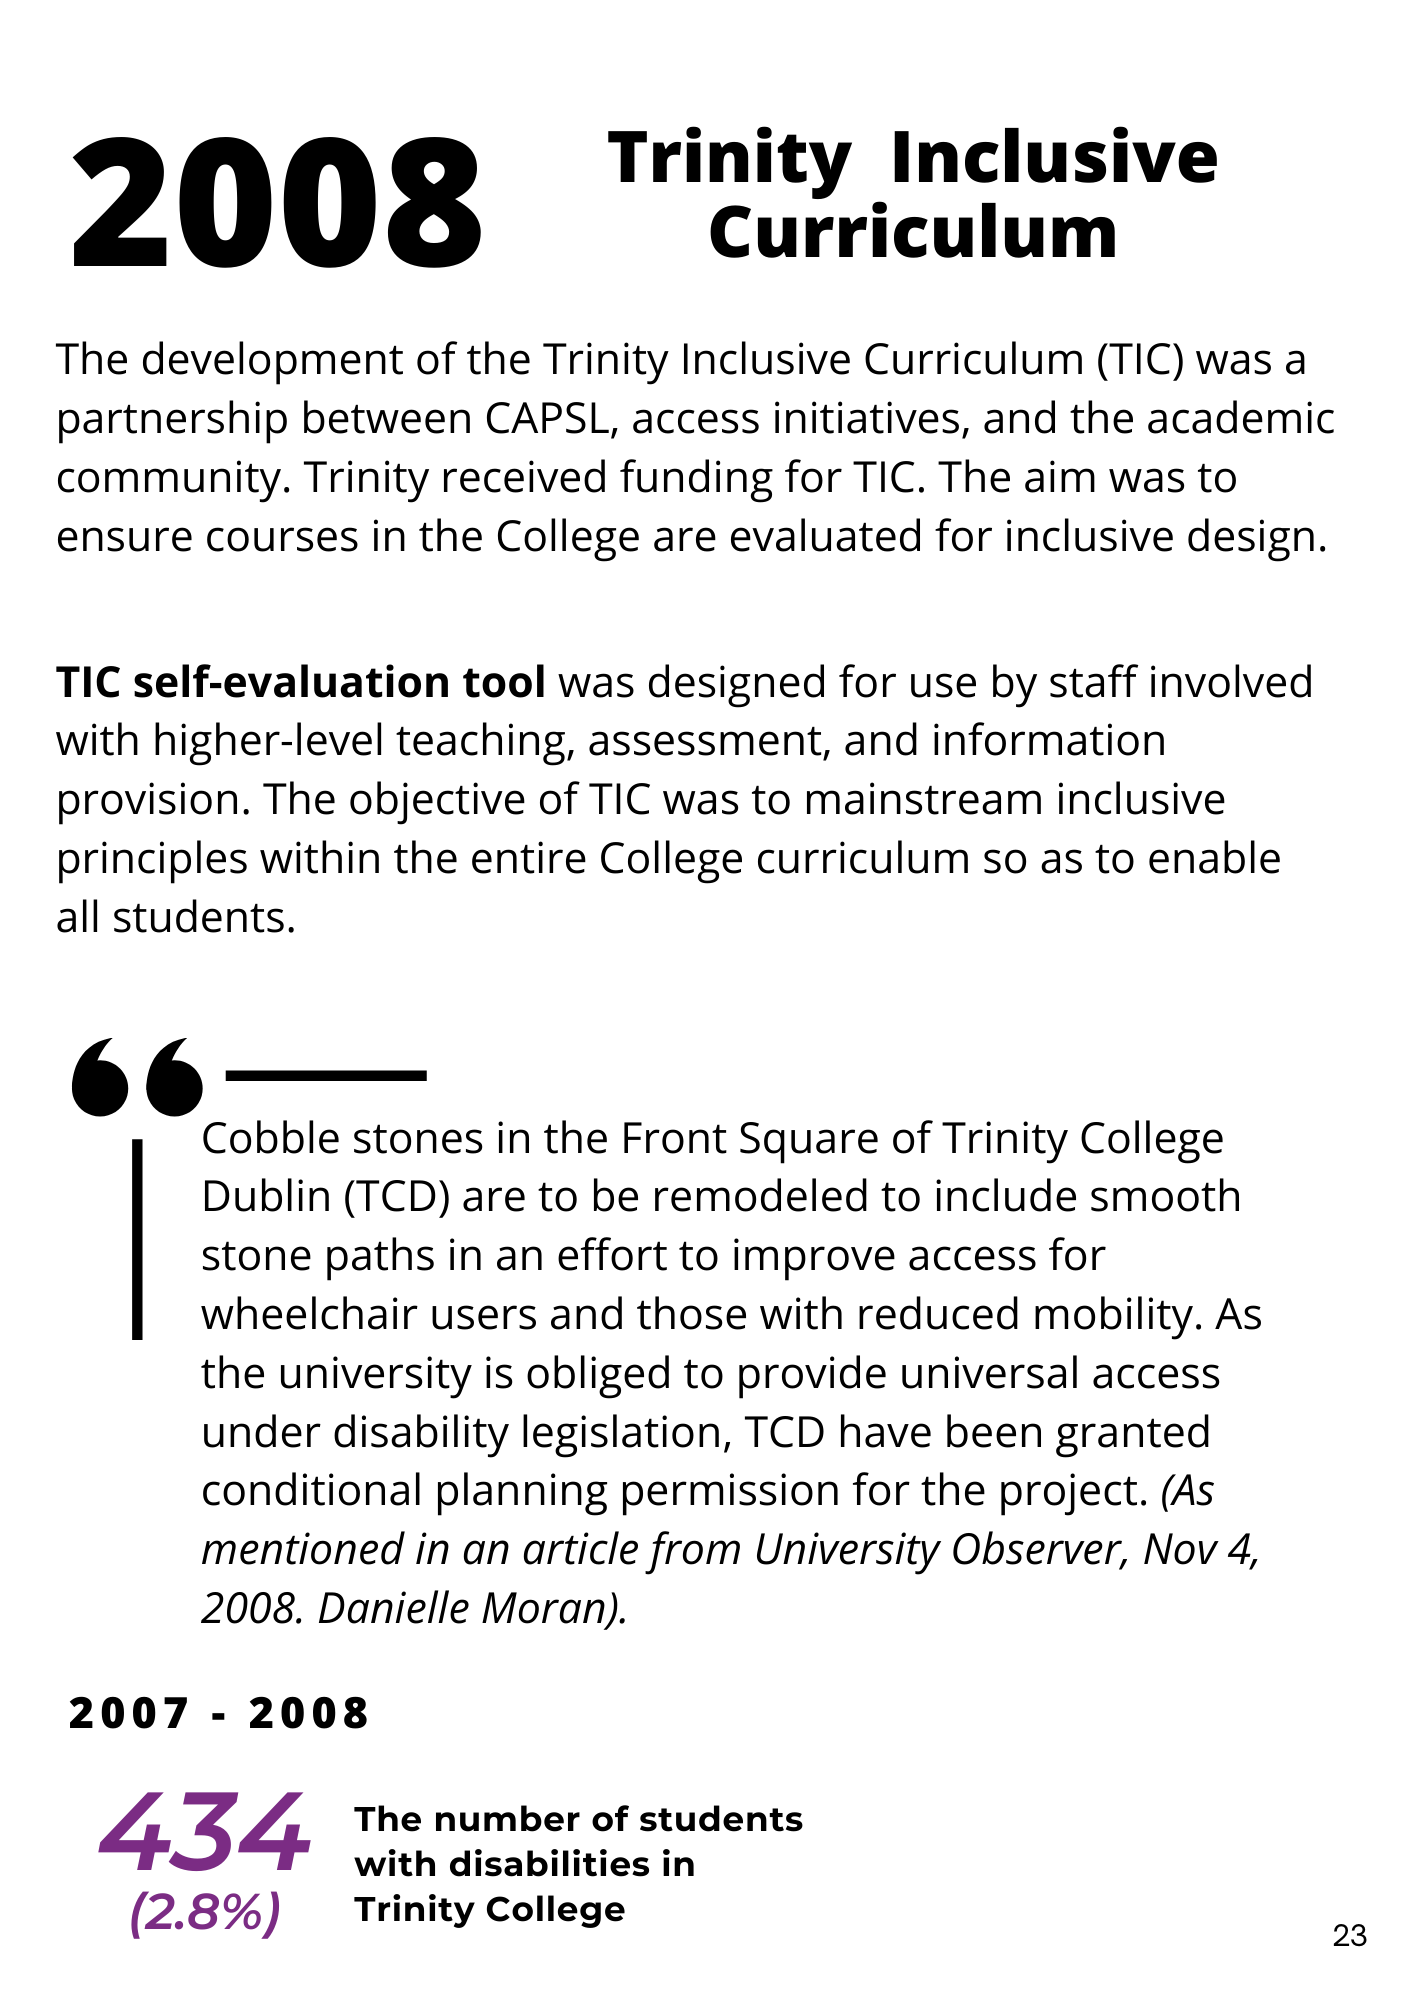 2008
Trinity Inclusive
Curriculum
The development of the Trinity Inclusive Curriculum (TIC) was a
partnership between CAPSL, access initiatives, and the academic
community. Trinity received funding for TIC. The aim was to
ensure courses in the College are evaluated for inclusive design.
TIC self-evaluation tool was designed for use by staff involved
with higher-level teaching, assessment, and information
provision. The objective of TIC was to mainstream inclusive
principles within the entire College curriculum so as to enable
all students.
“
Cobble stones in the Front Square of Trinity College
Dublin (TCD) are to be remodeled to include smooth
stone paths in an effort to improve access for
wheelchair users and those with reduced mobility. As
the university is obliged to provide universal access
under disability legislation, TCD have been granted
conditional planning permission for the project. (As
mentioned in an article from University Observer, Nov 4,
2008. Danielle Moran).
2007 - 2008
434
(2.8%)
The number of students
with disabilities in
Trinity College
23